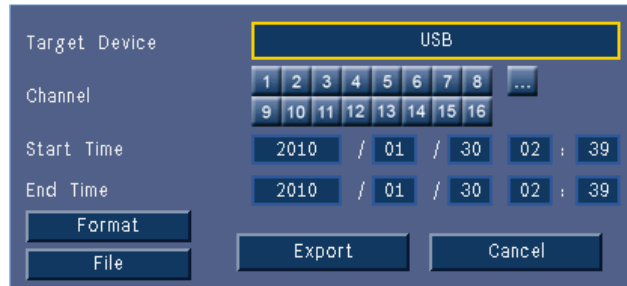 Target Device USB
Channel 1 2 3 4 5 6 7 8 ...
9 10 11 12 13 14 15 16
Start Time 2010 / 01 / 30 02 : 39
End Time 2010 / 01 / 30 02 : 39
Format
Export Cancel
File